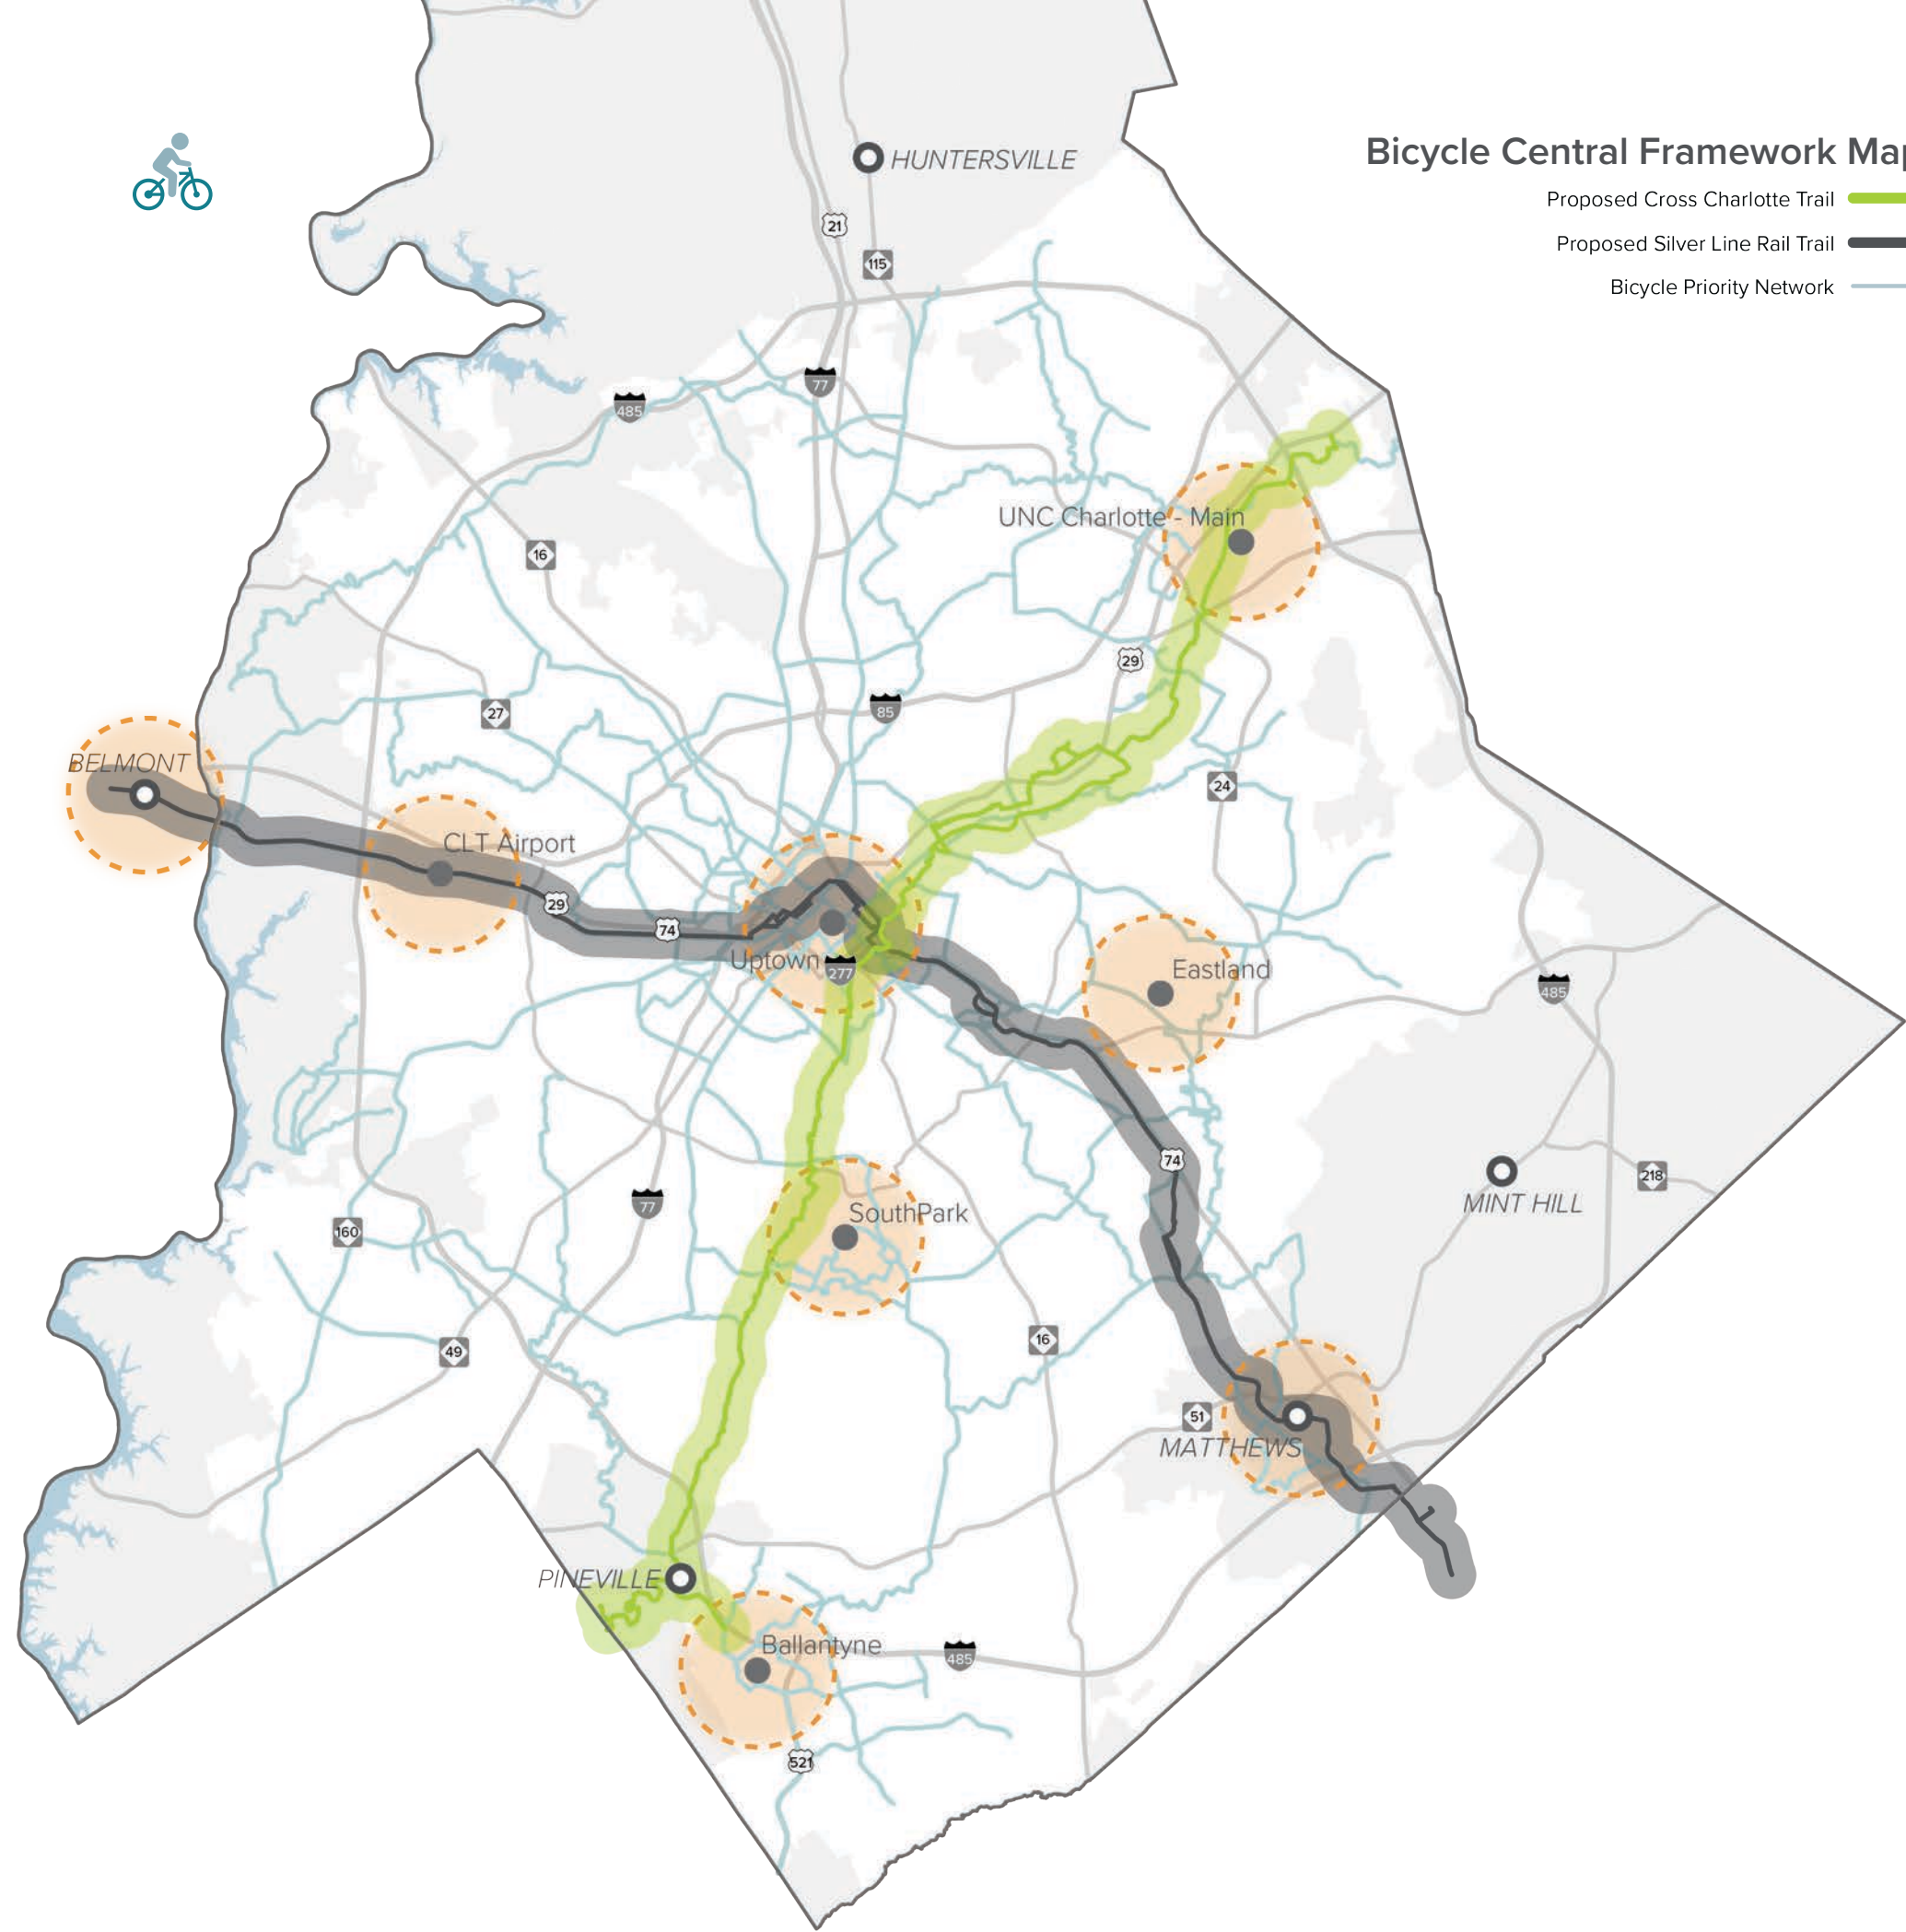 HUNTERSVILLE
Bicycle Central Framework Map
Proposed Cross Charlotte Trail
21
Proposed Silver Line Rail Trail
115
Bicycle Priority Network
77
485
UNC Charlotte - Main
16
29
27
85
BELMONT
24
CLT Airport
29
74
Uptown
277
Eastland
485
74
MINT HILL
218
SouthPark
77
160
16
49
51
MATTHEWS
PINEVILLE
Ballantyne
485
521